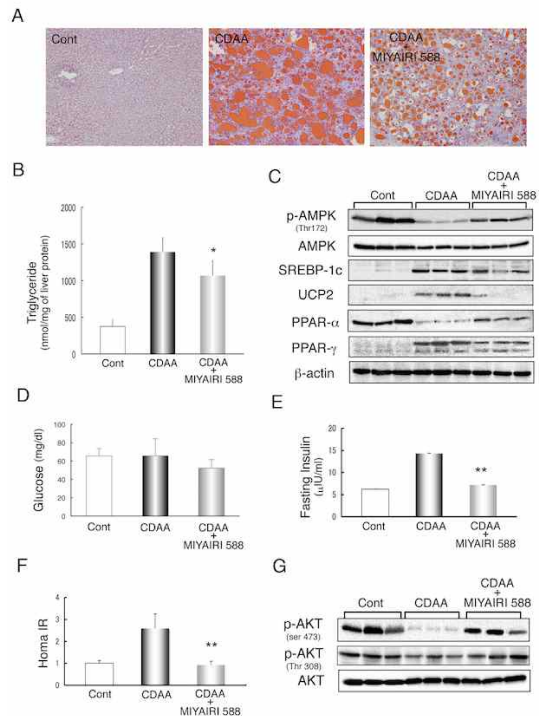 A
Cont
CDAA
CDAA
+
MIYAIRI 588
B
Triglyceride
(nmol/mg of liver protein)
2000
1500
1000
500
0
*
Cont
CDAA
CDAA
+
MIYAIRI 588
C
Cont
CDAA
CDAA
+
MIYAIRI 588
p-AMPK
(Thr172)
AMPK
SREBP-1c
UCP2
PPAR-α
PPAR-γ
β-actin
D
Glucose (mg/dl)
100
80
60
40
20
0
Cont
CDAA
CDAA
+
MIYAIRI 588
E
Fasting Insulin
(μIU/ml)
20
15
10
5
0
**
Cont
CDAA
CDAA
+
MIYAIRI 588
F
Homa IR
4
3
2
1
0
**
Cont
CDAA
CDAA
+
MIYAIRI 588
G
Cont
CDAA
CDAA
+
MIYAIRI 588
p-AKT
(ser 473)
p-AKT
(Thr 308)
AKT